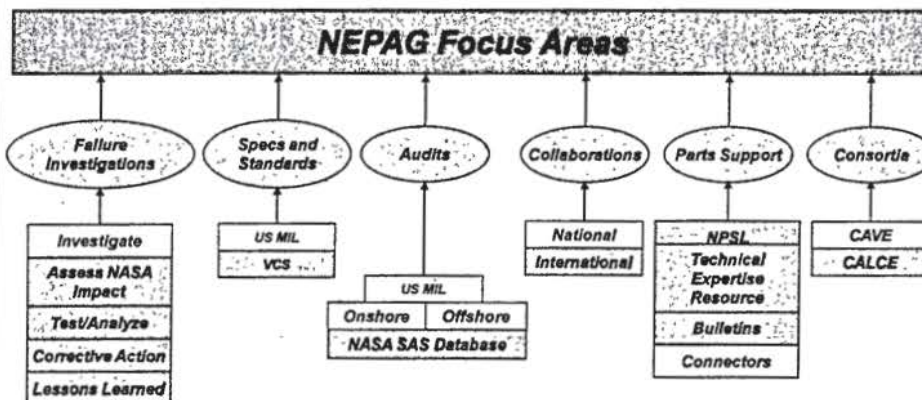 NEPAG Focus Areas
Failure
Investigations
Specs and
Standards
Audits
Collaborations
Parts Support
Consortia
Investigate
Assess NASA
Impact
Test/Analyze
Corrective Action
Lessons Learned
US MIL
VCS
US MIL
Onshore
Offshore
NASA SAS Database
National
International
NPSL
Technical
Expertise
Resource
Bulletins
Connectors
CAVE
CALCE